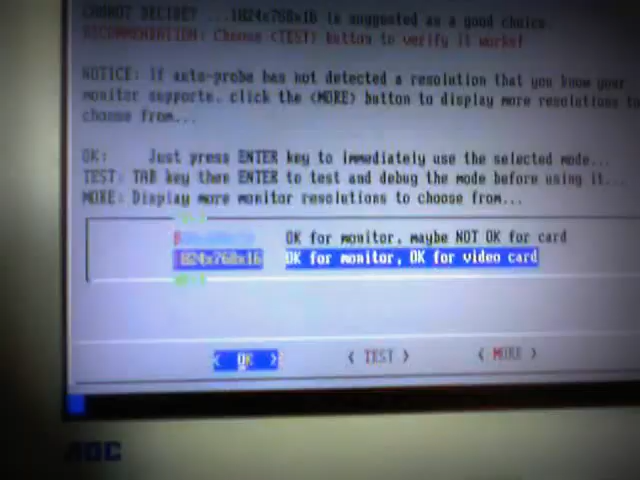 CANNOT DECIDE? ...1024x768x16 is suggested as a good choice.
RECOMMENDATION: Choose <TEST> button to verify it works!
NOTICE: If auto-probe has not detected a resolution that you know your
monitor supports, click the <MORE> button to display more resolutions to
choose from...
OK: Just press ENTER key to immediately use the selected mode...
TEST: TAB key then ENTER to test and debug the mode before using it...
MORE: Display more monitor resolutions to choose from...
OK for monitor, maybe NOT OK for card
1024x768x16 OK for monitor, OK for video card
< OK > < TEST > < MORE >
AOC